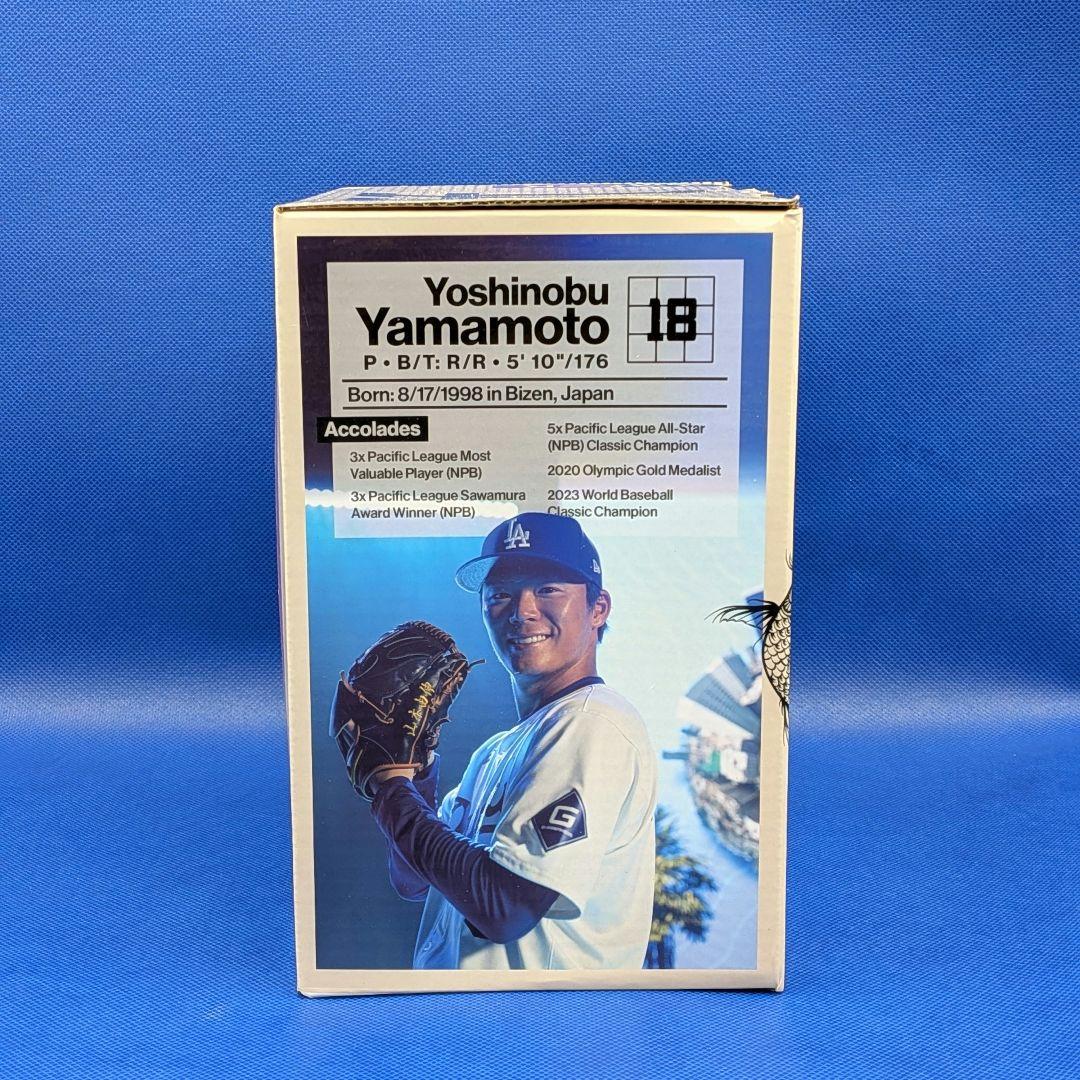 Yoshinobu
Yamamoto
18
P • B/T: R/R • 5' 10"/176
Born: 8/17/1998 in Bizen, Japan
Accolades
3x Pacific League Most
Valuable Player (NPB)
3x Pacific League Sawamura
Award Winner (NPB)
5x Pacific League All-Star
(NPB) Classic Champion
2020 Olympic Gold Medalist
2023 World Baseball
Classic Champion
LA
G